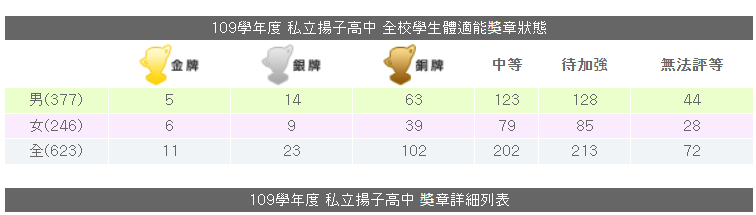 109學年度 私立揚子高中 全校學生體適能獎章狀態
金牌 銀牌 銅牌 中等 待加強 無法評等
男(377) 5 14 63 123 128 44
女(246) 6 9 39 79 85 28
全(623) 11 23 102 202 213 72
109學年度 私立揚子高中 獎章詳細列表